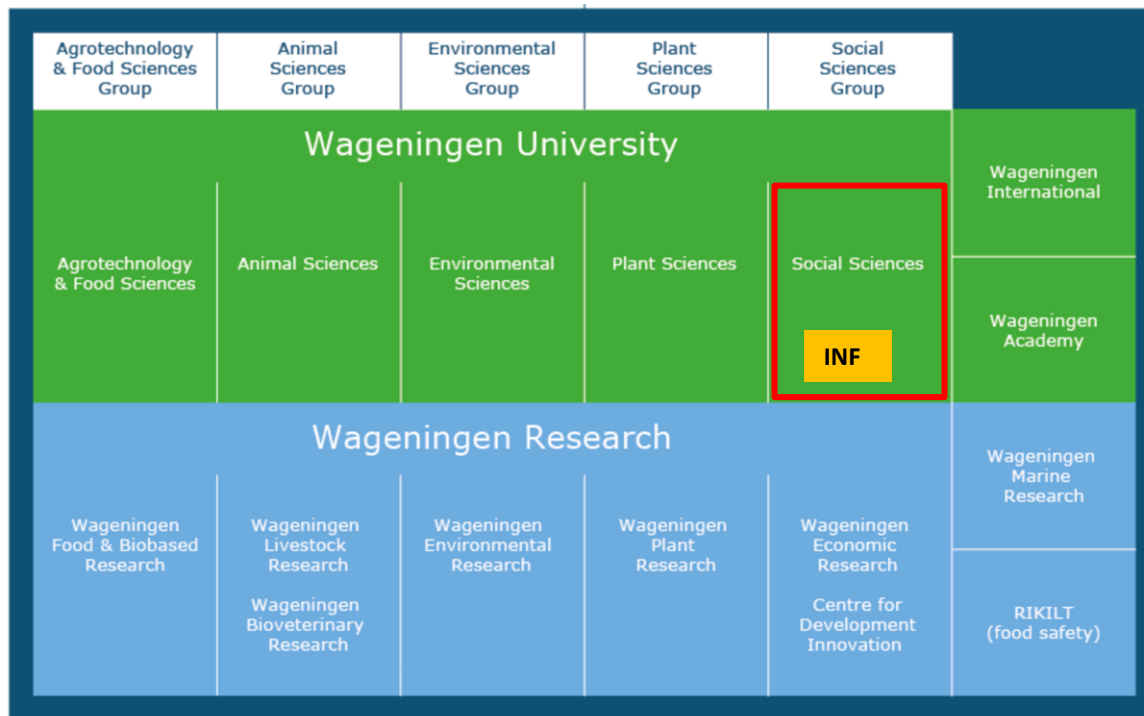 Agrotechnology
& Food Sciences
Group
Animal
Sciences
Group
Environmental
Sciences
Group
Plant
Sciences
Group
Social
Sciences
Group
Wageningen University
Agrotechnology
& Food Sciences
Animal Sciences
Environmental
Sciences
Plant Sciences
Social Sciences
INF
Wageningen
International
Wageningen
Academy
Wageningen Research
Wageningen
Food & Biobased
Research
Wageningen
Livestock
Research
Wageningen
Bioveterinary
Research
Wageningen
Environmental
Research
Wageningen
Plant
Research
Wageningen
Economic
Research
Centre for
Development
Innovation
Wageningen
Marine
Research
RIKILT
(food safety)